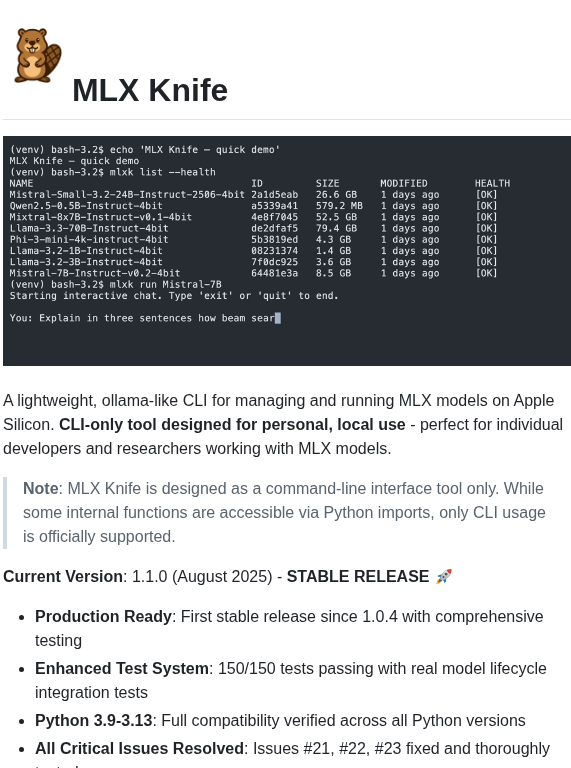 MLX Knife
(venv) bash-3.2$ echo 'MLX Knife — quick demo'
MLX Knife — quick demo
(venv) bash-3.2$ mlxk list --health
NAME ID SIZE MODIFIED HEALTH
Mistral-Small-3.2-24B-Instruct-2506-4bit 2a1d5eab 26.6 GB 1 days ago [OK]
Qwen2.5-0.5B-Instruct-4bit a5339a41 579.2 MB 1 days ago [OK]
Mixtral-8x7B-Instruct-v0.1-4bit 4e8f7045 52.5 GB 1 days ago [OK]
Llama-3.3-70B-Instruct-4bit de2dfaf5 79.4 GB 1 days ago [OK]
Phi-3-mini-4k-instruct-4bit 5b3819ed 4.3 GB 1 days ago [OK]
Llama-3.2-1B-Instruct-4bit 08231374 1.4 GB 1 days ago [OK]
Llama-3.2-3B-Instruct-4bit 7f0dc925 3.6 GB 1 days ago [OK]
Mistral-7B-Instruct-v0.2-4bit 64481e3a 8.5 GB 1 days ago [OK]
(venv) bash-3.2$ mlxk run Mistral-7B
Starting interactive chat. Type 'exit' or 'quit' to end.
You: Explain in three sentences how beam sear
A lightweight, ollama-like CLI for managing and running MLX models on Apple
Silicon. CLI-only tool designed for personal, local use - perfect for individual
developers and researchers working with MLX models.
Note: MLX Knife is designed as a command-line interface tool only. While
some internal functions are accessible via Python imports, only CLI usage
is officially supported.
Current Version: 1.1.0 (August 2025) - STABLE RELEASE 🚀
• Production Ready: First stable release since 1.0.4 with comprehensive
testing
• Enhanced Test System: 150/150 tests passing with real model lifecycle
integration tests
• Python 3.9-3.13: Full compatibility verified across all Python versions
• All Critical Issues Resolved: Issues #21, #22, #23 fixed and thoroughly